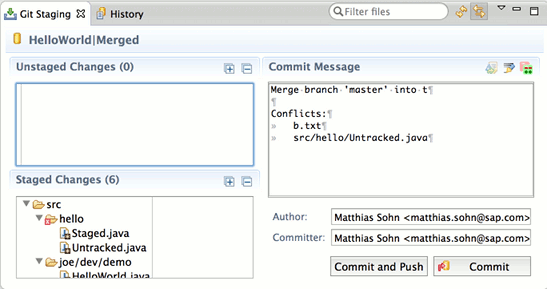 Git Staging
History
Filter files
HelloWorld|Merged
Unstaged Changes (0)
Commit Message
Merge branch 'master' into t¶
¶
Conflicts:¶
» b.txt¶
» src/hello/Untracked.java¶
Staged Changes (6)
src
hello
Staged.java
Untracked.java
joe/dev/demo
HelloWorld.java
Author:
Matthias Sohn <matthias.sohn@sap.com>
Committer:
Matthias Sohn <matthias.sohn@sap.com>
Commit and Push
Commit